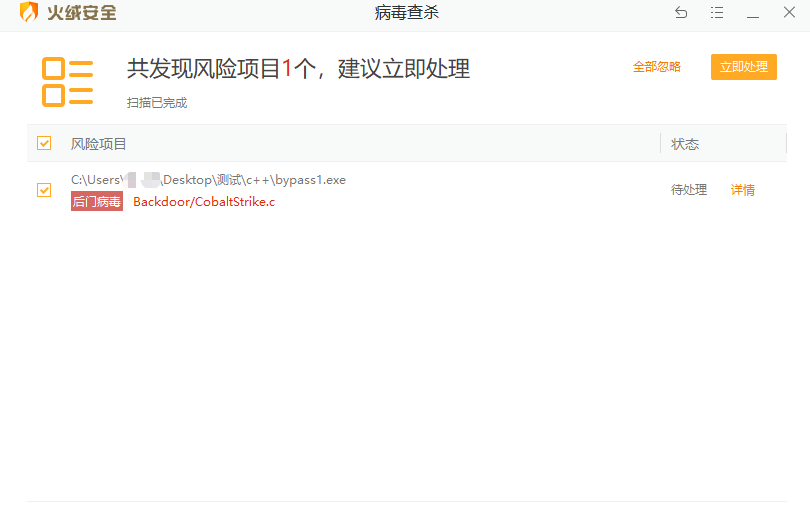 火绒安全
病毒查杀
共发现风险项目1个，建议立即处理
全部忽略
立即处理
扫描已完成
风险项目
状态
C:\Users\ \Desktop\测试\c++\bypass1.exe
后门病毒 Backdoor/CobaltStrike.c
待处理
详情